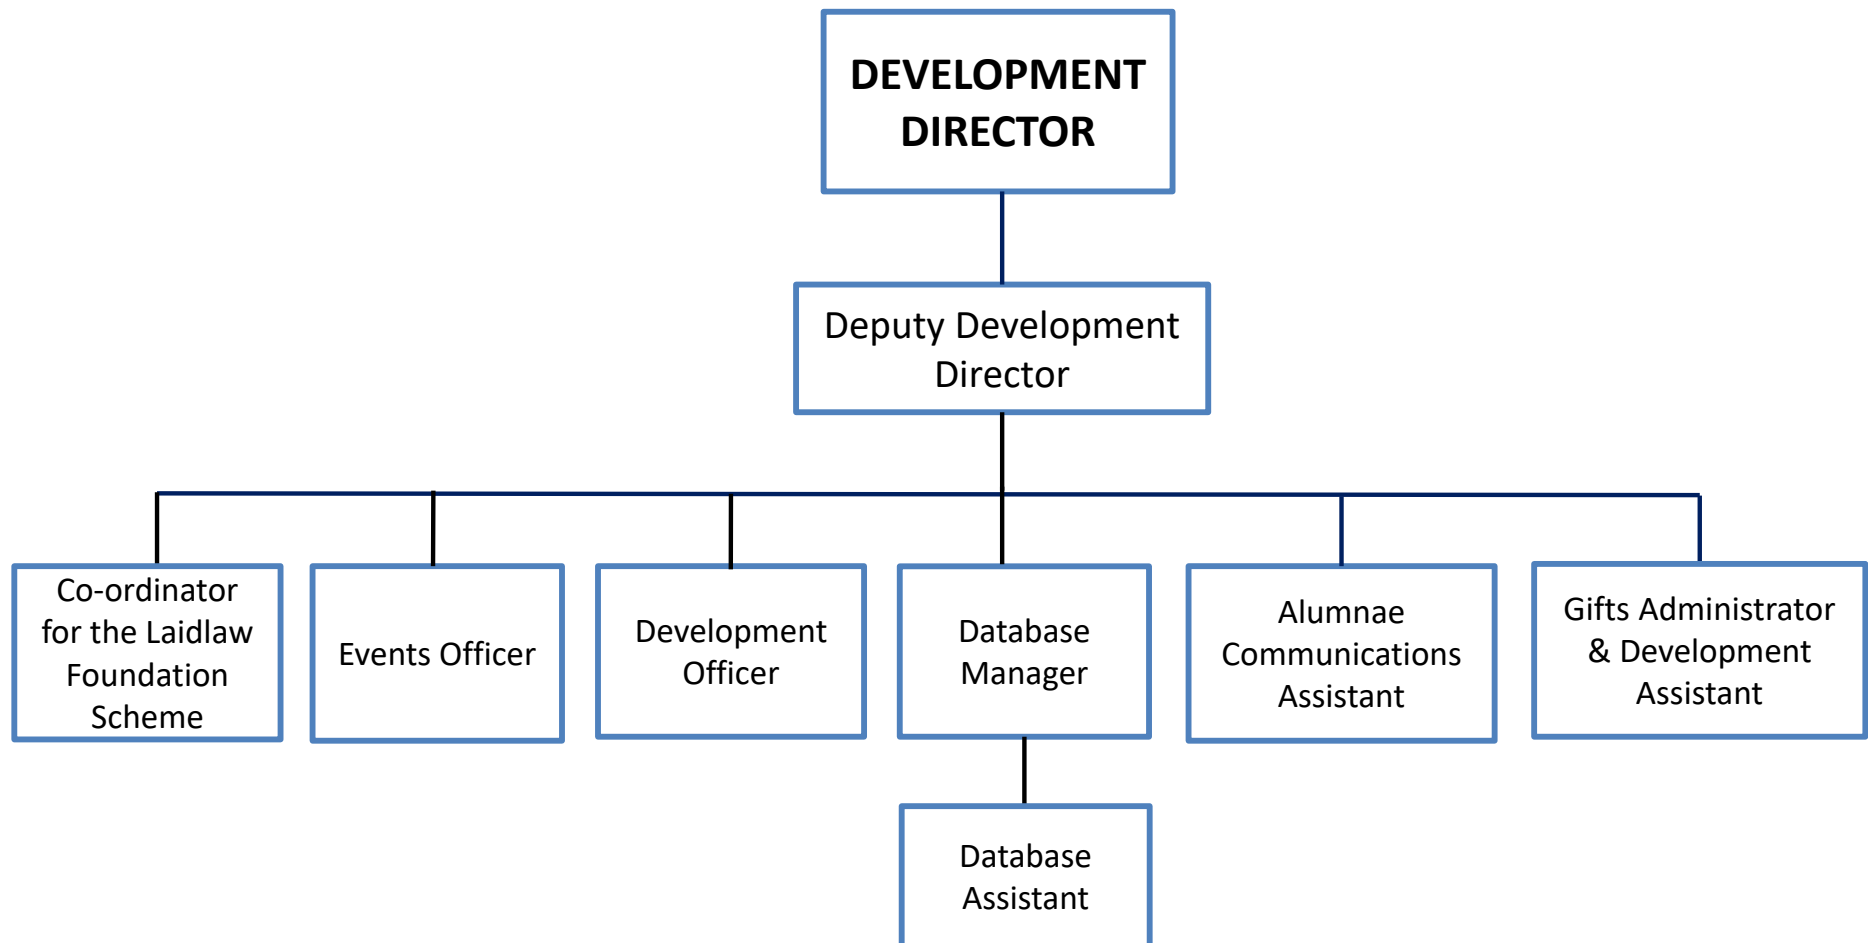 DEVELOPMENT
DIRECTOR
Deputy Development
Director
Co-ordinator
for the Laidlaw
Foundation
Scheme
Events Officer
Development
Officer
Database
Manager
Alumnae
Communications
Assistant
Gifts Administrator
& Development
Assistant
Database
Assistant